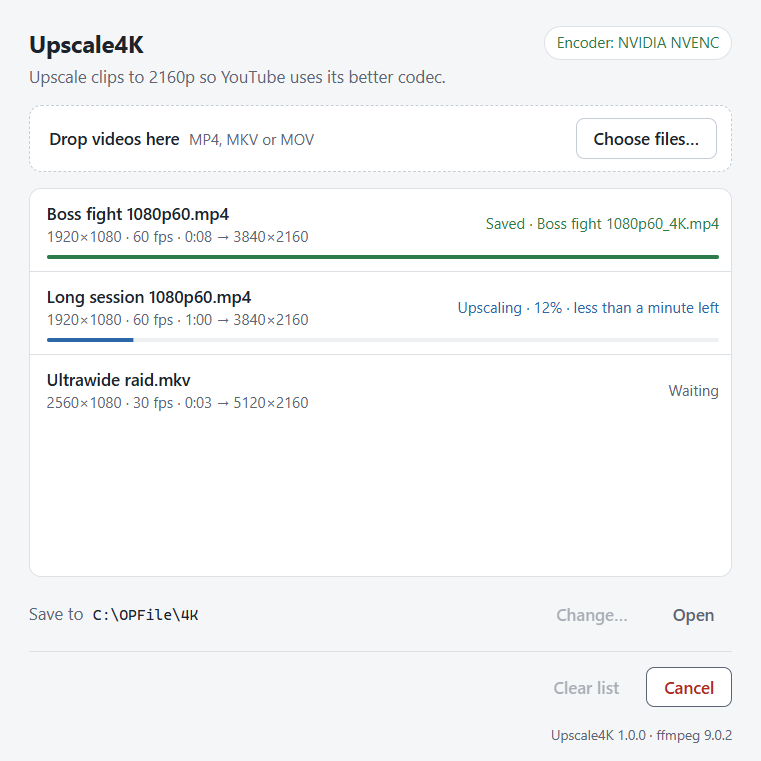 Upscale4K
Encoder: NVIDIA NVENC
Upscale clips to 2160p so YouTube uses its better codec.
Drop videos here MP4, MKV or MOV
Choose files...
Boss fight 1080p60.mp4
1920×1080 · 60 fps · 0:08 → 3840×2160
Saved · Boss fight 1080p60_4K.mp4
Long session 1080p60.mp4
1920×1080 · 60 fps · 1:00 → 3840×2160
Upscaling · 12% · less than a minute left
Ultrawide raid.mkv
2560×1080 · 30 fps · 0:03 → 5120×2160
Waiting
Save to C:\OPFile\4K
Change...
Open
Clear list
Cancel
Upscale4K 1.0.0 · ffmpeg 9.0.2